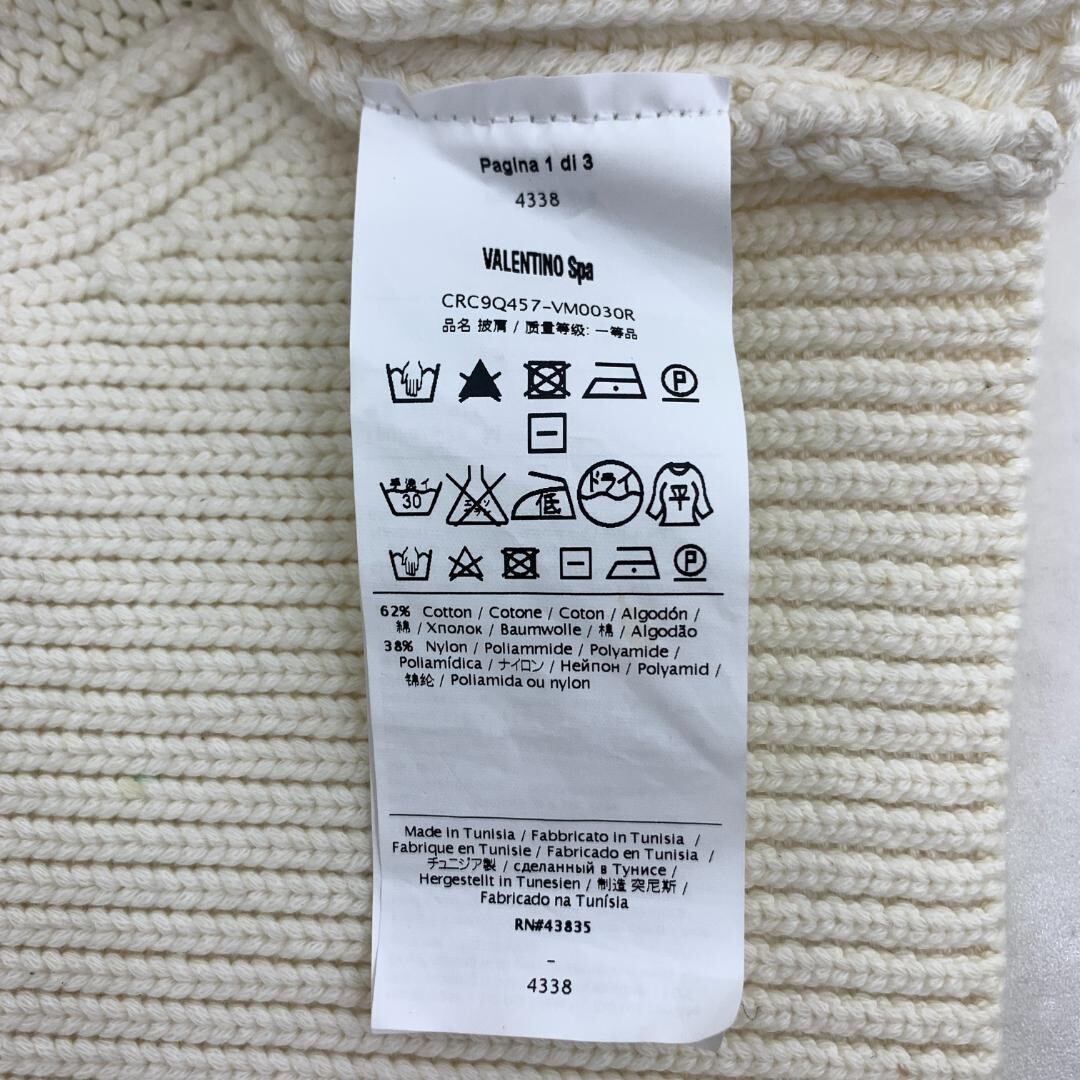 Pagina 1 di 3
4338
VALENTINO Spa
CRC9Q457-VM0030R
品名 披肩 / 质量等级: 一等品
P
手洗イ
30
エンソ
サラシ
低
ドライ
平
P
62% Cotton / Cotone / Coton / Algodón /
綿 / Хлопок / Baumwolle / 棉 / Algodão
38% Nylon / Poliammide / Polyamide /
Poliamídica / ナイロン / Нейлон / Polyamid /
锦纶 / Poliamida ou nylon
Made in Tunisia / Fabbricato in Tunisia /
Fabrique en Tunisie / Fabricado en Tunisia /
チュニジア製 / сделанный в Тунисе /
Hergestellt in Tunesien / 制造 突尼斯 /
Fabricado na Tunísia
RN#43835
-
4338